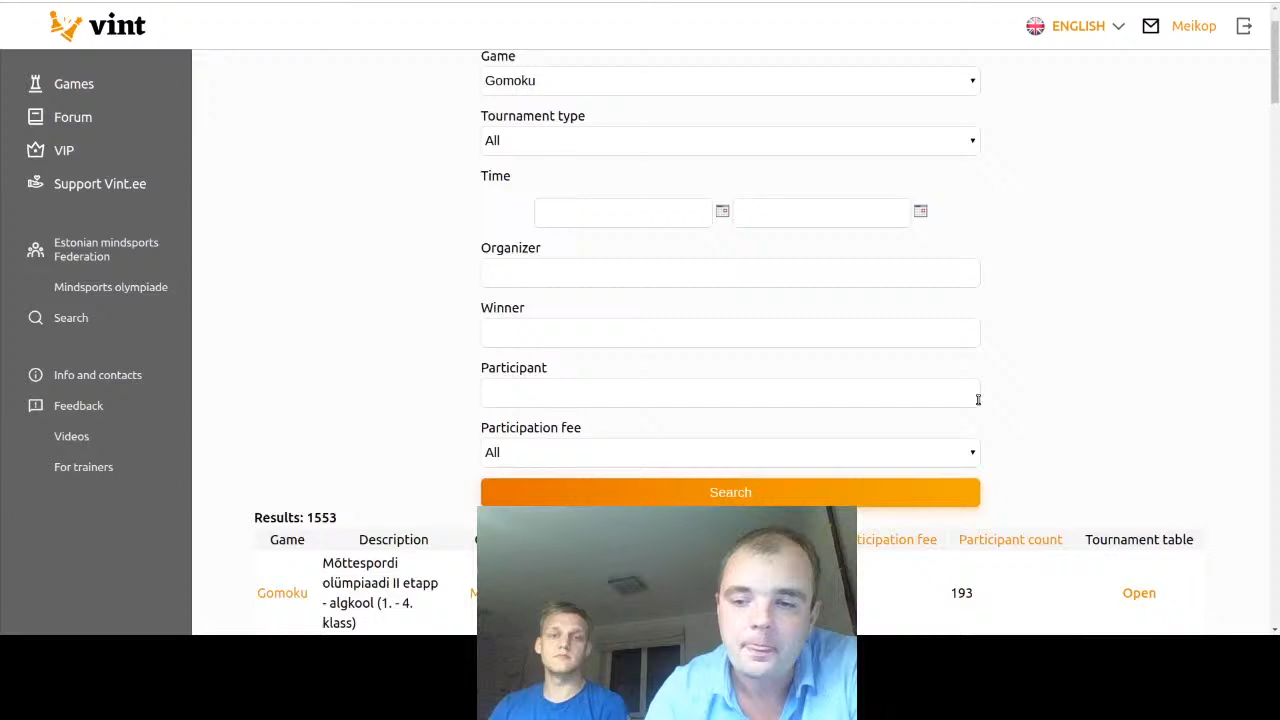 vint
ENGLISH
Meikop
Games
Forum
VIP
Support Vint.ee
Estonian mindsports
Federation
Mindsports olympiade
Search
Info and contacts
Feedback
Videos
For trainers
Game
Gomoku
Tournament type
All
Time
Organizer
Winner
Participant
Participation fee
All
Search
Results: 1553
Game Description ticipation fee Participant count Tournament table
Gomoku
Mõttespordi
olümpiaadi II etapp
- algkool (1. - 4.
klass)
193
Open